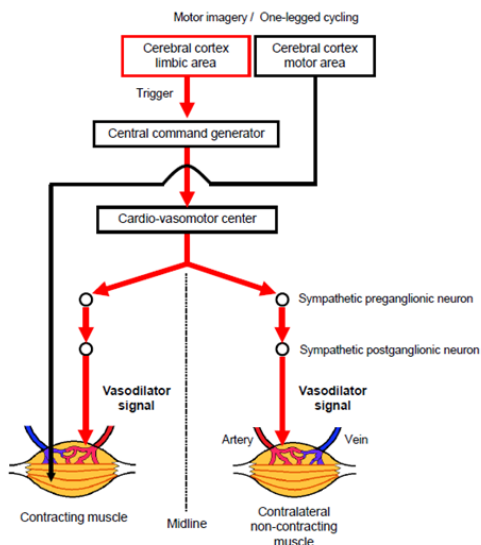 Motor imagery / One-legged cycling
Cerebral cortex
limbic area
Cerebral cortex
motor area
Trigger
Central command generator
Cardio-vasomotor center
Sympathetic preganglionic neuron
Sympathetic postganglionic neuron
Vasodilator
signal
Vasodilator
signal
Artery
Vein
Contracting muscle
Midline
Contralateral
non-contracting
muscle